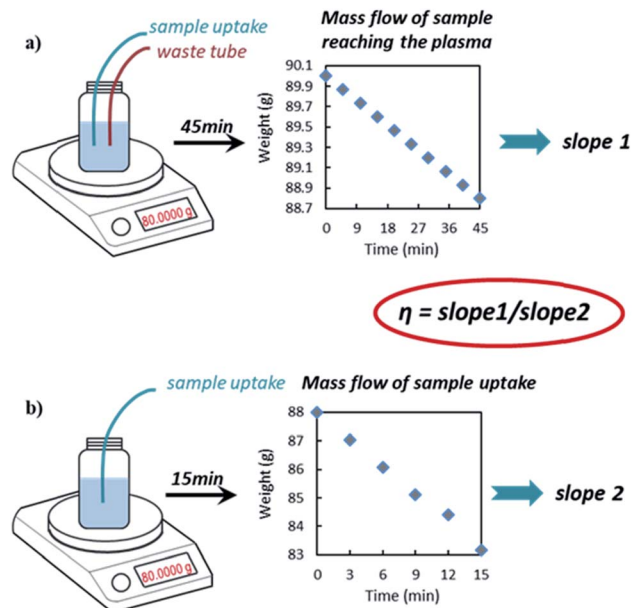 a)
sample uptake
waste tube
80.0000 g
45min
Mass flow of sample
reaching the plasma
Weight (g)
90.1
89.9
89.7
89.5
89.3
89.1
88.9
88.7
0 9 18 27 36 45
Time (min)
slope 1
η = slope1/slope2
b)
sample uptake
80.0000 g
15min
Mass flow of sample uptake
Weight (g)
88
87
86
85
84
83
0 3 6 9 12 15
Time (min)
slope 2